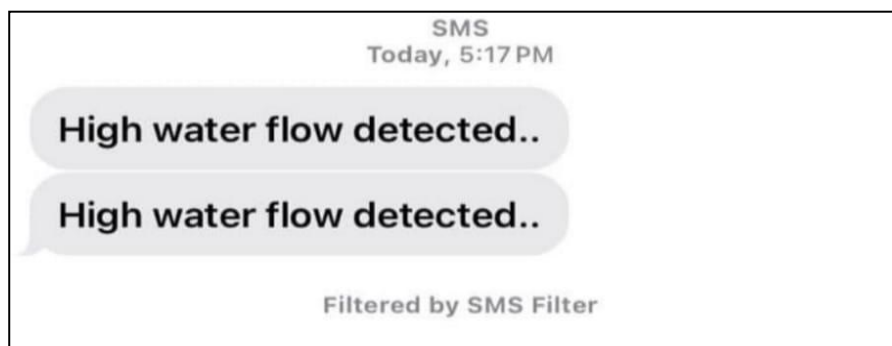 SMS
Today, 5:17 PM
High water flow detected..
High water flow detected..
Filtered by SMS Filter